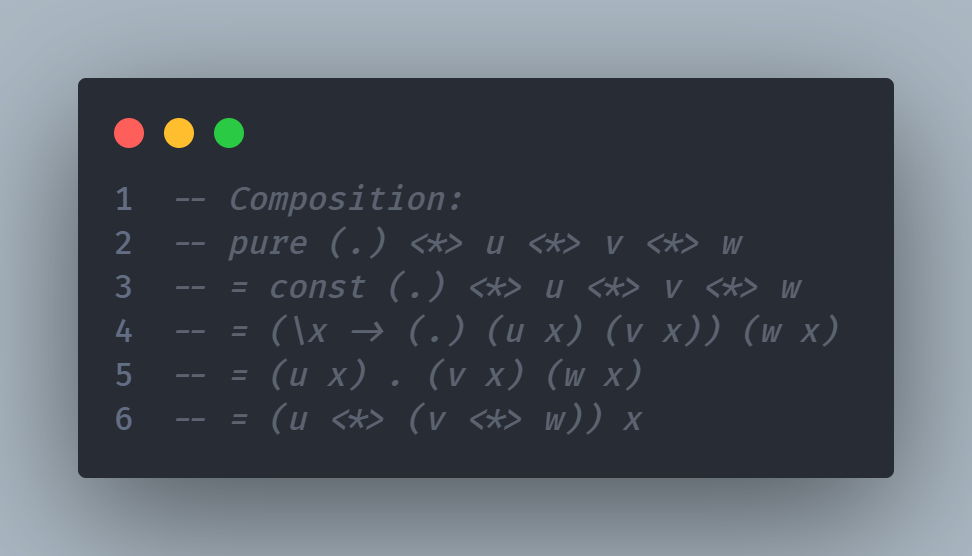 1 -- Composition:
2 -- pure (.) <*> u <*> v <*> w
3 -- = const (.) <*> u <*> v <*> w
4 -- = (\x -> (.) (u x) (v x)) (w x)
5 -- = (u x) . (v x) (w x)
6 -- = (u <*> (v <*> w)) x